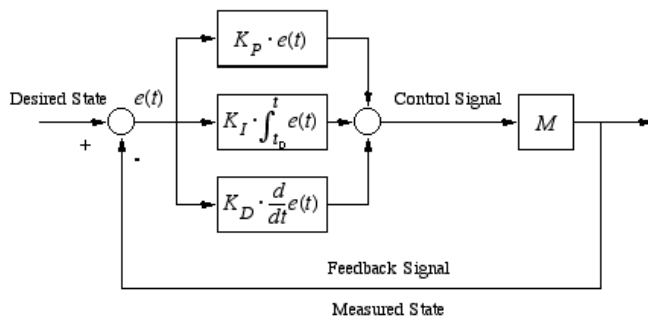 K_P · e(t)
Desired State
e(t)
K_I · ∫_{t_0}^{t} e(t)
Control Signal
M
+
-
K_D · d/dt e(t)
Feedback Signal
Measured State